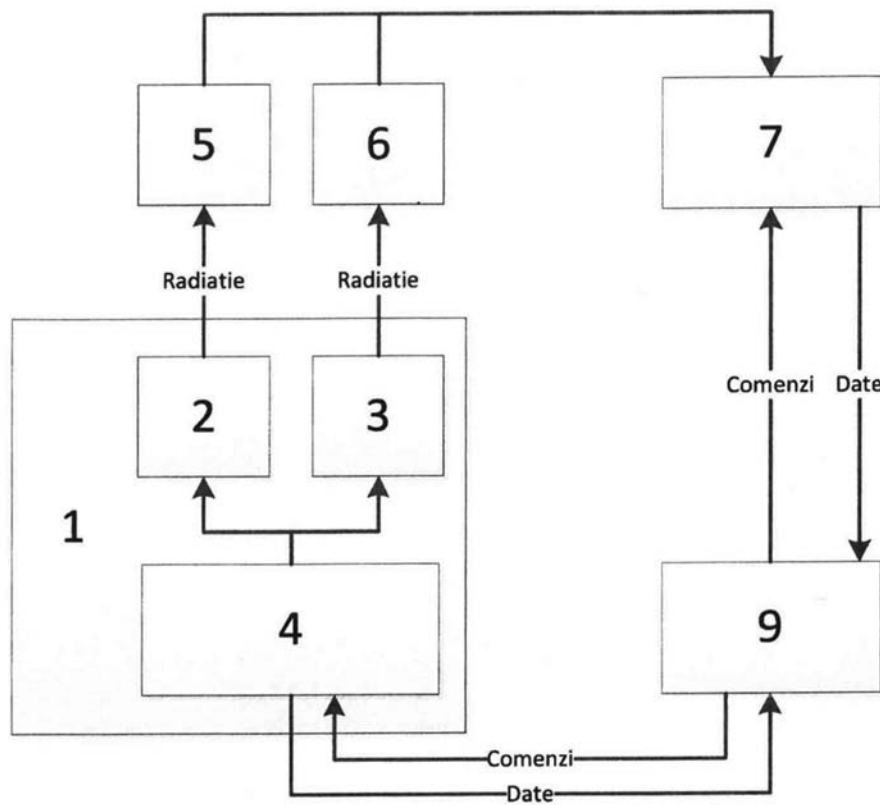 5 6 7
Radiatie Radiatie
Comenzi Date
2 3
1
4 9
Comenzi
Date